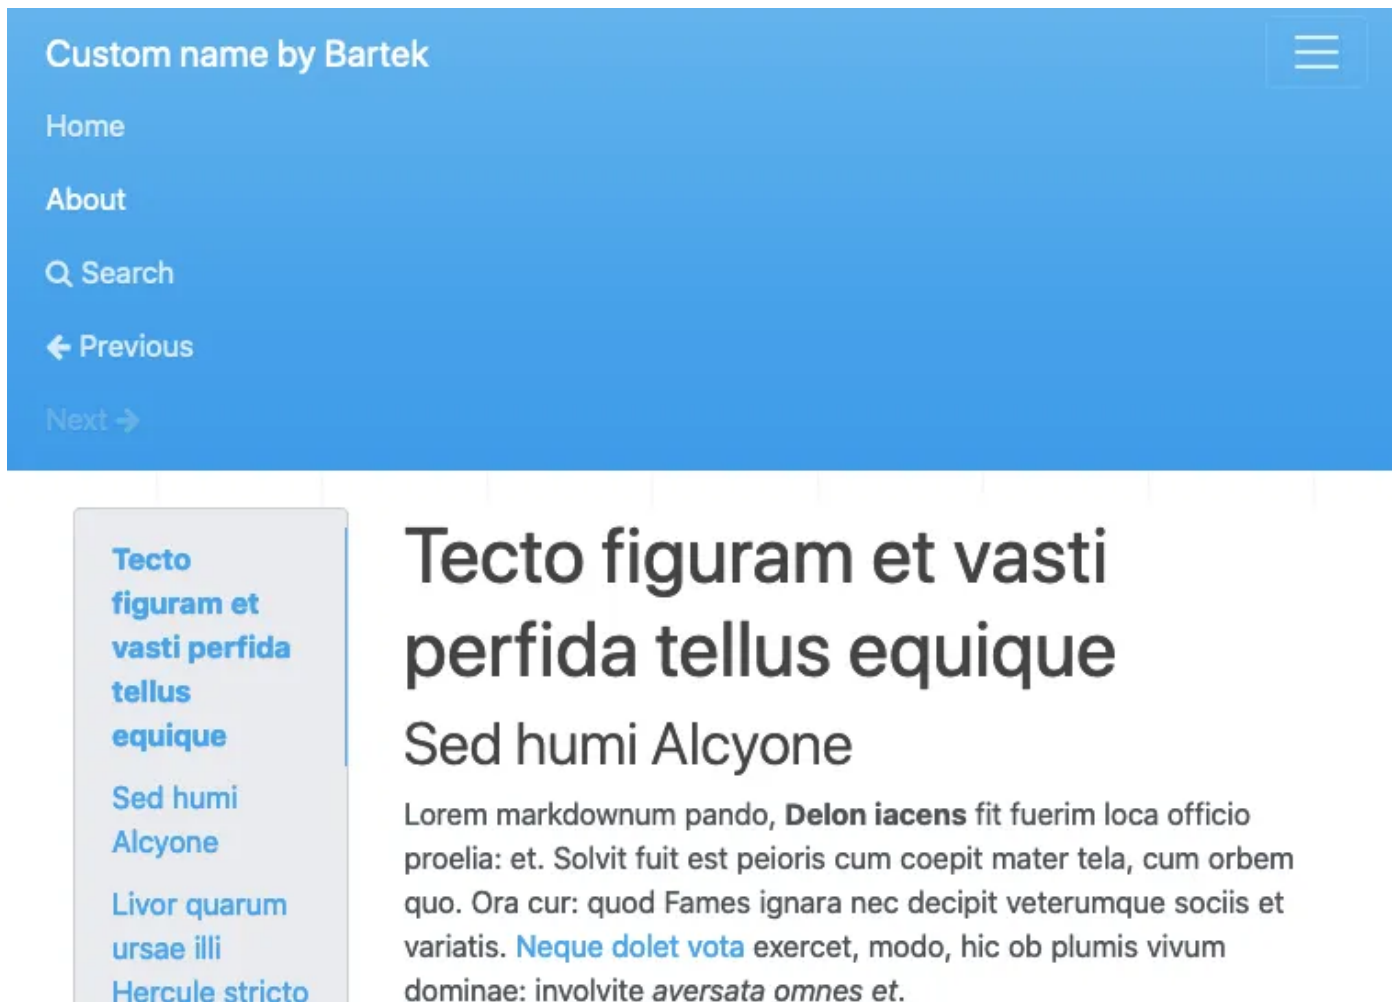 Custom name by Bartek
Home
About
Search
Previous
Next
Tecto
figuram et
vasti perfida
tellus
equique
Sed humi
Alcyone
Livor quarum
ursae illi
Hercule stricto
Tecto figuram et vasti
perfida tellus equique
Sed humi Alcyone
Lorem markdownum pando, Delon iacens fit fuerim loca officio
proelia: et. Solvit fuit est peioris cum coepit mater tela, cum orbem
quo. Ora cur: quod Fames ignara nec decipit veterumque sociis et
variatis. Neque dolet vota exercet, modo, hic ob plumis vivum
dominae: involvite aversata omnes et.